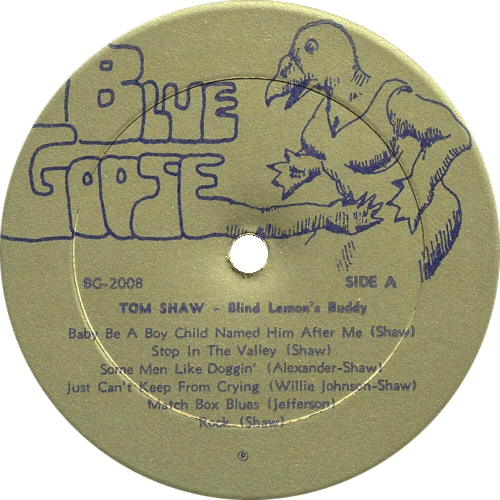 BLUE
GOOSE
BG-2008 SIDE A
TOM SHAW - Blind Lemon's Buddy
Baby Be A Boy Child Named Him After Me (Shaw)
Stop In The Valley (Shaw)
Some Men Like Doggin' (Alexander-Shaw)
Just Can't Keep From Crying (Willie Johnson-Shaw)
Match Box Blues (Jefferson)
Rock (Shaw)
℗